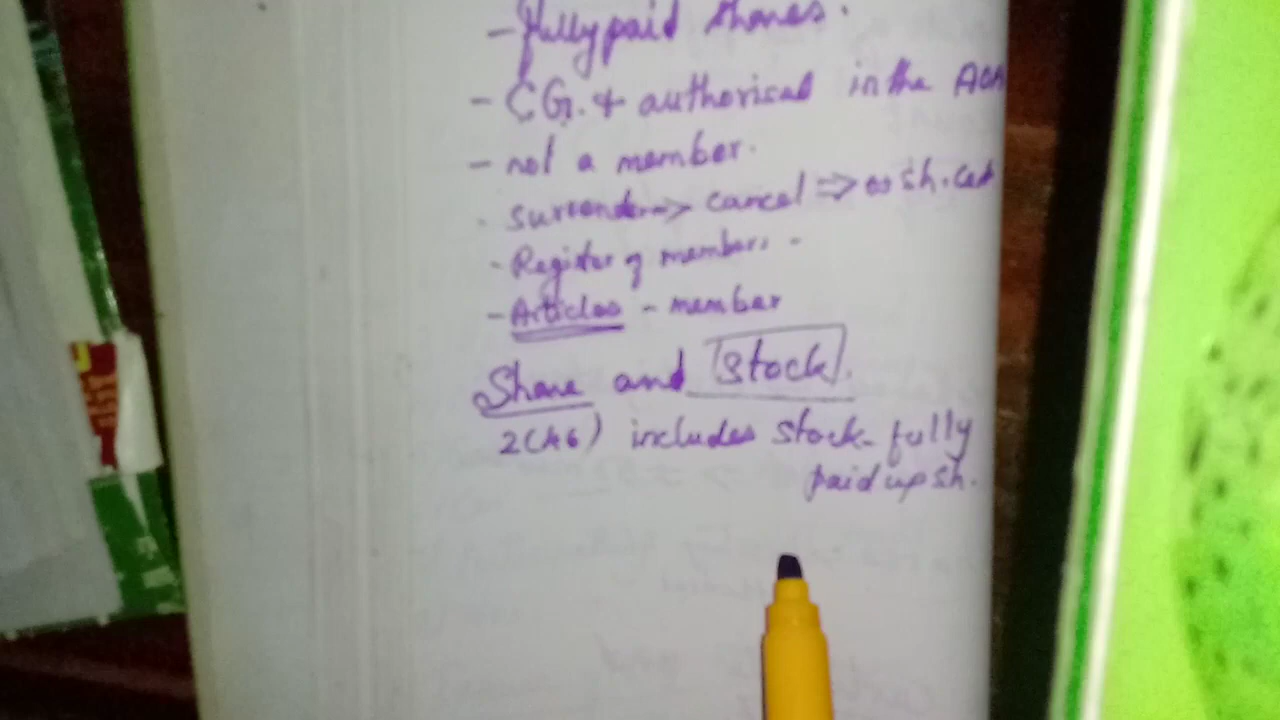 - fully paid shares.
- CG. & authorised in the AOA
- not a member.
- surrender -> cancel => sh. cert
- Register of members -
- Articles - member
Share and stock.
2(46) includes stock - fully
paid up sh.